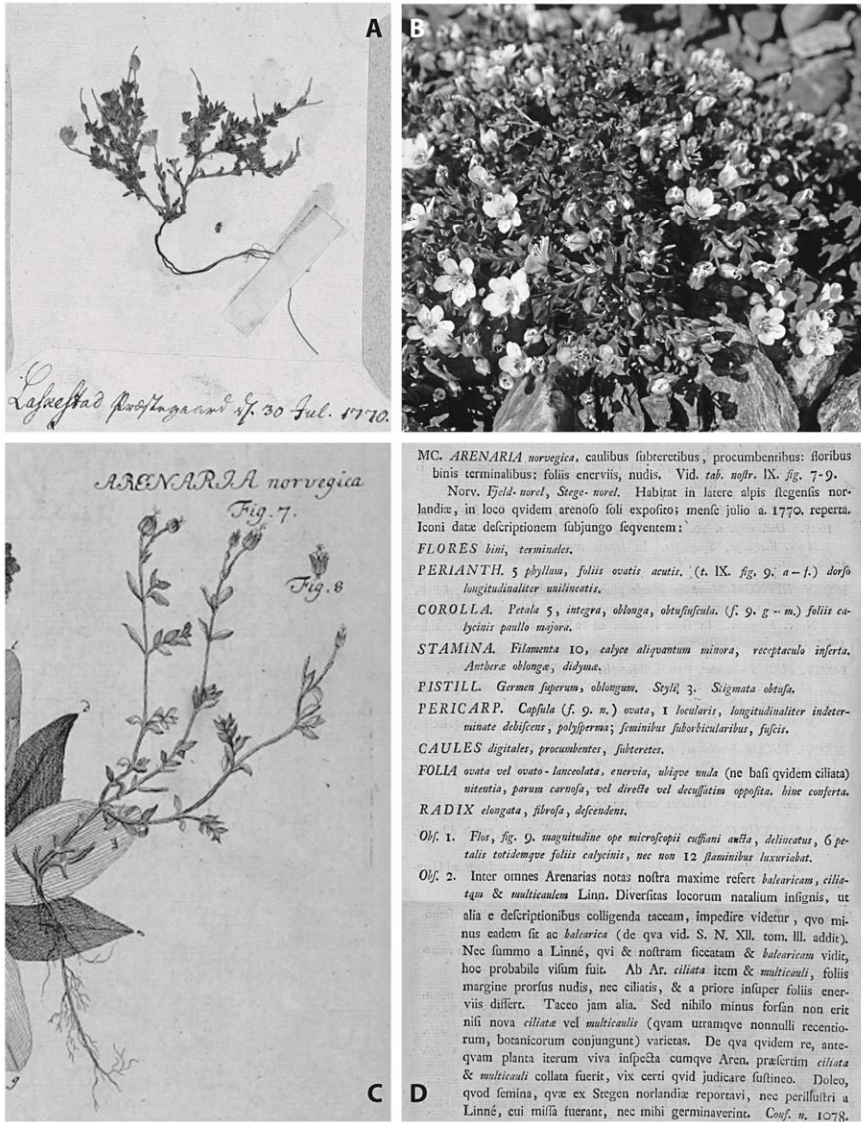 A
B
Præstegaard d. 30 Jul. 1770.
ARENARIA norvegica
Fig. 7.
Fig. 8
C
MC. ARENARIA norvegica, caulibus ſubteretibus, procumbentibus: floribus
binis terminalibus: foliis enerviis, nudis. Vid. tab. noſtr. IX. fig. 7-9.
Norv. Fjeld-norel, Stege-norel. Habitat in latere alpis ſtegenſis nor-
landiæ, in loco qvidem arenoſo ſoli expoſito; menſe julio a. 1770. reperta.
Iconi datæ deſcriptionem ſubjungo ſeqventem:
FLORES bini, terminales.
PERIANTH. 5 phyllum, foliis ovatis acutis. (t. IX. fig. 9. a-f.) dorſo
longitudinaliter unilineatis.
COROLLA. Petala 5, integra, oblonga, obtuſiuſcula. (f. 9. g-m.) foliis ca-
lycinis paullo majora.
STAMINA. Filamenta 10, calyce aliqvantum minora, receptaculo inſerta.
Antheræ oblongæ, didymæ.
PISTILL. Germen ſuperum, oblongum. Styli 3. Stigmata obtuſa.
PERICARP. Capſula (f. 9. n.) ovata, 1 locularis, longitudinaliter indeter-
minate debiſcens, polyſperma; ſeminibus ſuborbicularibus, fuſcis.
CAULES digitales, procumbentes, ſubteretes.
FOLIA ovata vel ovato-lanceolata, enervia, ubiqve nuda (ne baſi qvidem ciliata)
nitentia, parum carnoſa, vel directe vel decuſſatim oppoſita. hinc conferta.
RADIX elongata, fibroſa, deſcendens.
Obſ. 1. Flos, fig. 9. magnitudine ope microſcopii cuffiani aucta, delineatus, 6 pe-
talis totidemqve foliis calycinis, nec non 12 ſtaminibus luxuriabat.
Obſ. 2. Inter omnes Arenarias notas noſtra maxime refert balearicam, cilia-
tam & multicaulem Linn. Diverſitas locorum natalium inſignis, ut
alia e deſcriptionibus colligenda taceam, impedire videtur, qvo mi-
nus eadem ſit ac balearica (de qva vid. S. N. XII. tom. III. addit).
Nec ſummo a Linné, qvi & noſtram ſiccatam & balearicam vidit,
hoc probabile viſum fuit. Ab Ar. ciliata item & multicauli, foliis
margine prorſus nudis, nec ciliatis, & a priore inſuper foliis ener-
viis differt. Taceo jam alia. Sed nihilo minus forſan non erit
niſi nova ciliatæ vel multicaulis (qvam utramqve nonnulli recentio-
rum, botanicorum conjungunt) varietas. De qva qvidem re, ante-
qvam planta iterum viva inſpecta cumqve Aren. præſertim ciliata
& multicauli collata fuerit, vix certi qvid judicare ſuſtineo. Doleo,
qvod ſemina, qvæ ex Stegen norlandiæ reportavi, nec perilluſtri a
Linné, cui miſſa fuerant, nec mihi germinaverint. Conf. n. 1078.
D